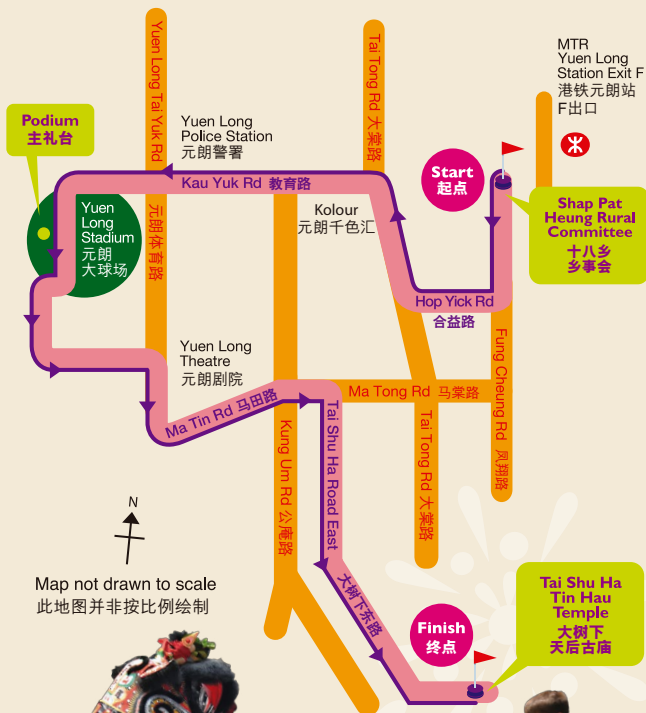 MTR
Yuen Long
Station Exit F
港铁元朗站
F出口
Yuen Long Tai Yuk Rd
元朗体育路
Tai Tong Rd 大棠路
Podium
主礼台
Yuen Long
Police Station
元朗警署
Start
起点
Kau Yuk Rd 教育路
Shap Pat
Heung Rural
Committee
十八乡
乡事会
Yuen
Long
Stadium
元朗
大球场
Kolour
元朗千色汇
Hop Yick Rd
合益路
Yuen Long
Theatre
元朗剧院
Fung Cheung Rd 凤翔路
Ma Tong Rd 马棠路
Ma Tin Rd 马田路
Tai Tong Rd 大棠路
Kung Um Rd 公庵路
Tai Shu Ha Road East
大树下东路
N
Map not drawn to scale
此地图并非按比例绘制
Finish
终点
Tai Shu Ha
Tin Hau
Temple
大树下
天后古庙